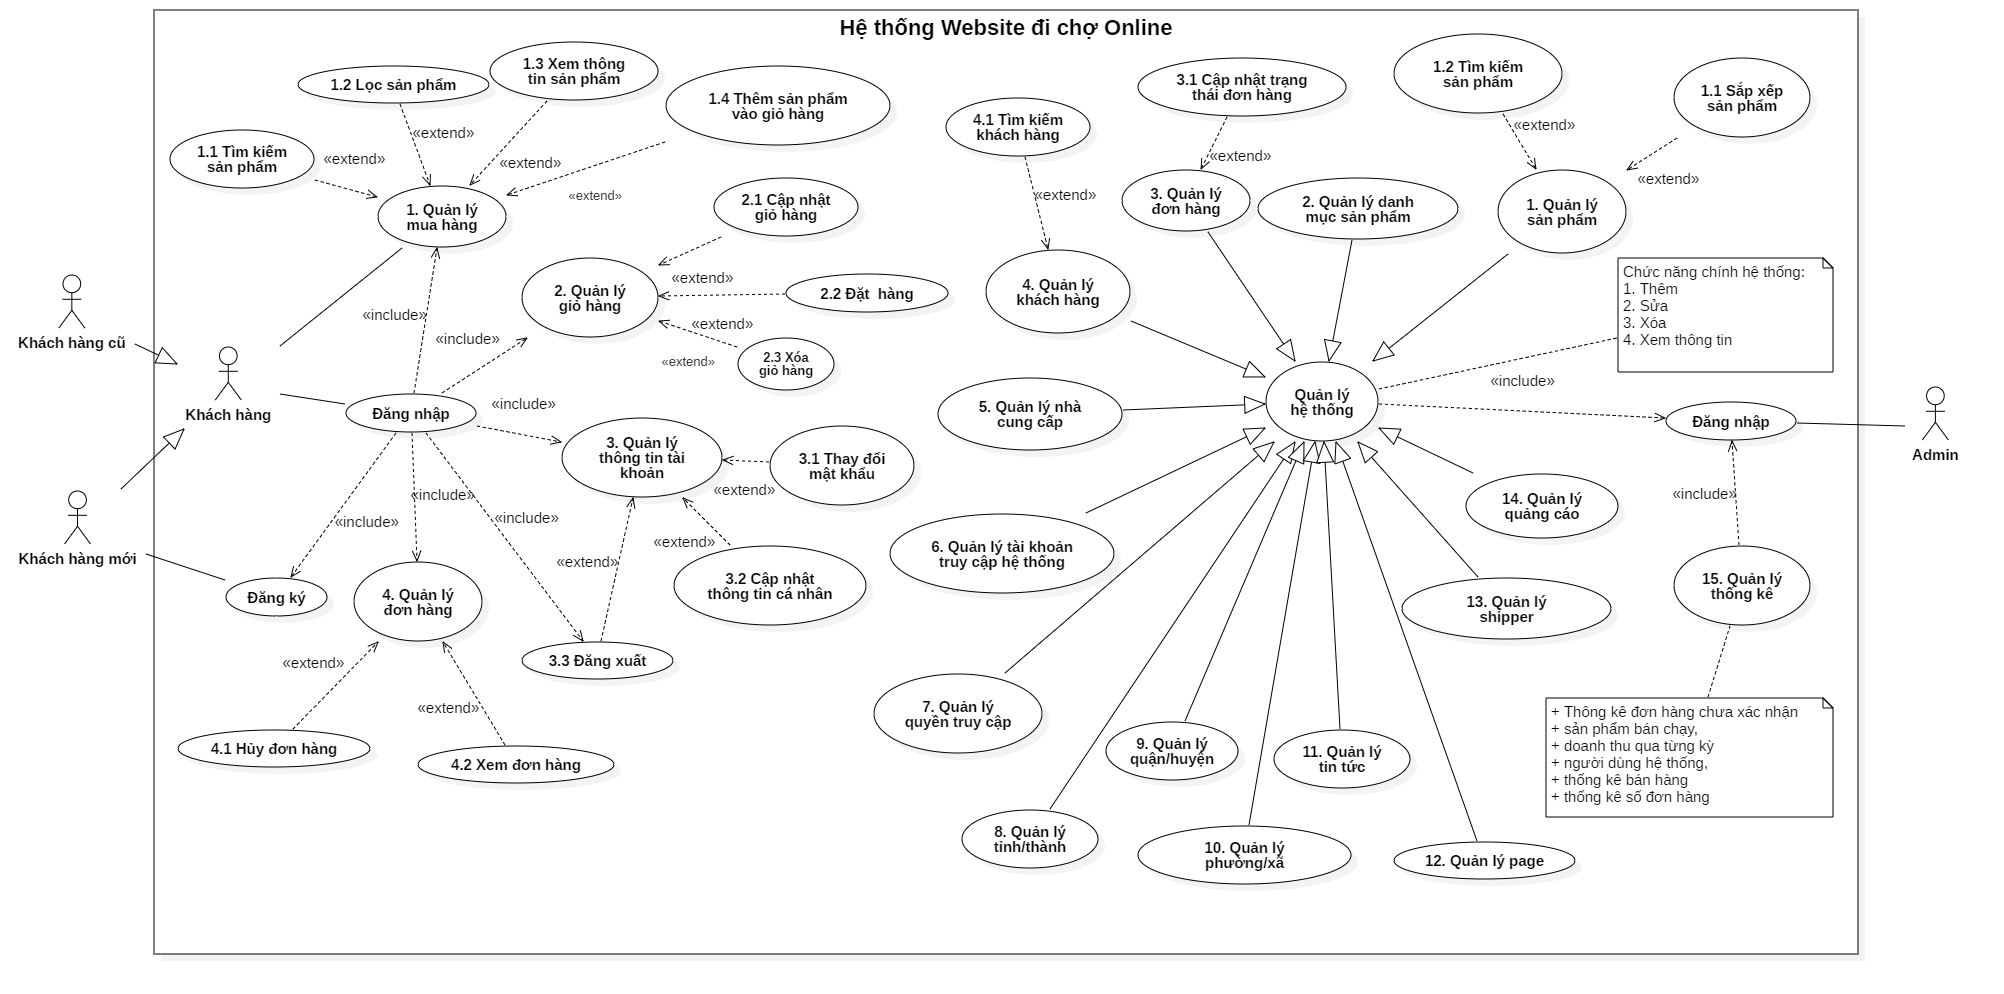 Hệ thống Website đi chợ Online
1.2 Lọc sản phẩm
1.3 Xem thông
tin sản phẩm
1.4 Thêm sản phẩm
vào giỏ hàng
1.1 Tìm kiếm
sản phẩm
«extend»
«extend»
«extend»
«extend»
1. Quản lý
mua hàng
2.1 Cập nhật
giỏ hàng
2. Quản lý
giỏ hàng
«extend»
2.2 Đặt  hàng
«extend»
2.3 Xóa
giỏ hàng
«extend»
«include»
«include»
Khách hàng cũ
Khách hàng
Khách hàng mới
Đăng nhập
«include»
3. Quản lý
thông tin tài
khoản
3.1 Thay đổi
mật khẩu
«extend»
«include»
«include»
«include»
«extend»
«extend»
3.2 Cập nhật
thông tin cá nhân
Đăng ký
4. Quản lý
đơn hàng
3.3 Đăng xuất
«extend»
«extend»
4.1 Hủy đơn hàng
4.2 Xem đơn hàng
4.1 Tìm kiếm
khách hàng
3.1 Cập nhật trạng
thái đơn hàng
1.2 Tìm kiếm
sản phẩm
1.1 Sắp xếp
sản phẩm
«extend»
«extend»
«extend»
«extend»
3. Quản lý
đơn hàng
2. Quản lý danh
mục sản phẩm
1. Quản lý
sản phẩm
4. Quản lý
khách hàng
Chức năng chính hệ thống:
1. Thêm
2. Sửa
3. Xóa
4. Xem thông tin
Quản lý
hệ thống
«include»
5. Quản lý nhà
cung cấp
Đăng nhập
Admin
«include»
14. Quản lý
quảng cáo
6. Quản lý tài khoản
truy cập hệ thống
13. Quản lý
shipper
15. Quản lý
thống kê
7. Quản lý
quyền truy cập
9. Quản lý
quận/huyện
11. Quản lý
tin tức
+ Thông kê đơn hàng chưa xác nhận
+ sản phẩm bán chạy,
+ doanh thu qua từng kỳ
+ người dùng hệ thống,
+ thống kê bán hàng
+ thống kê số đơn hàng
8. Quản lý
tỉnh/thành
10. Quản lý
phường/xã
12. Quản lý page